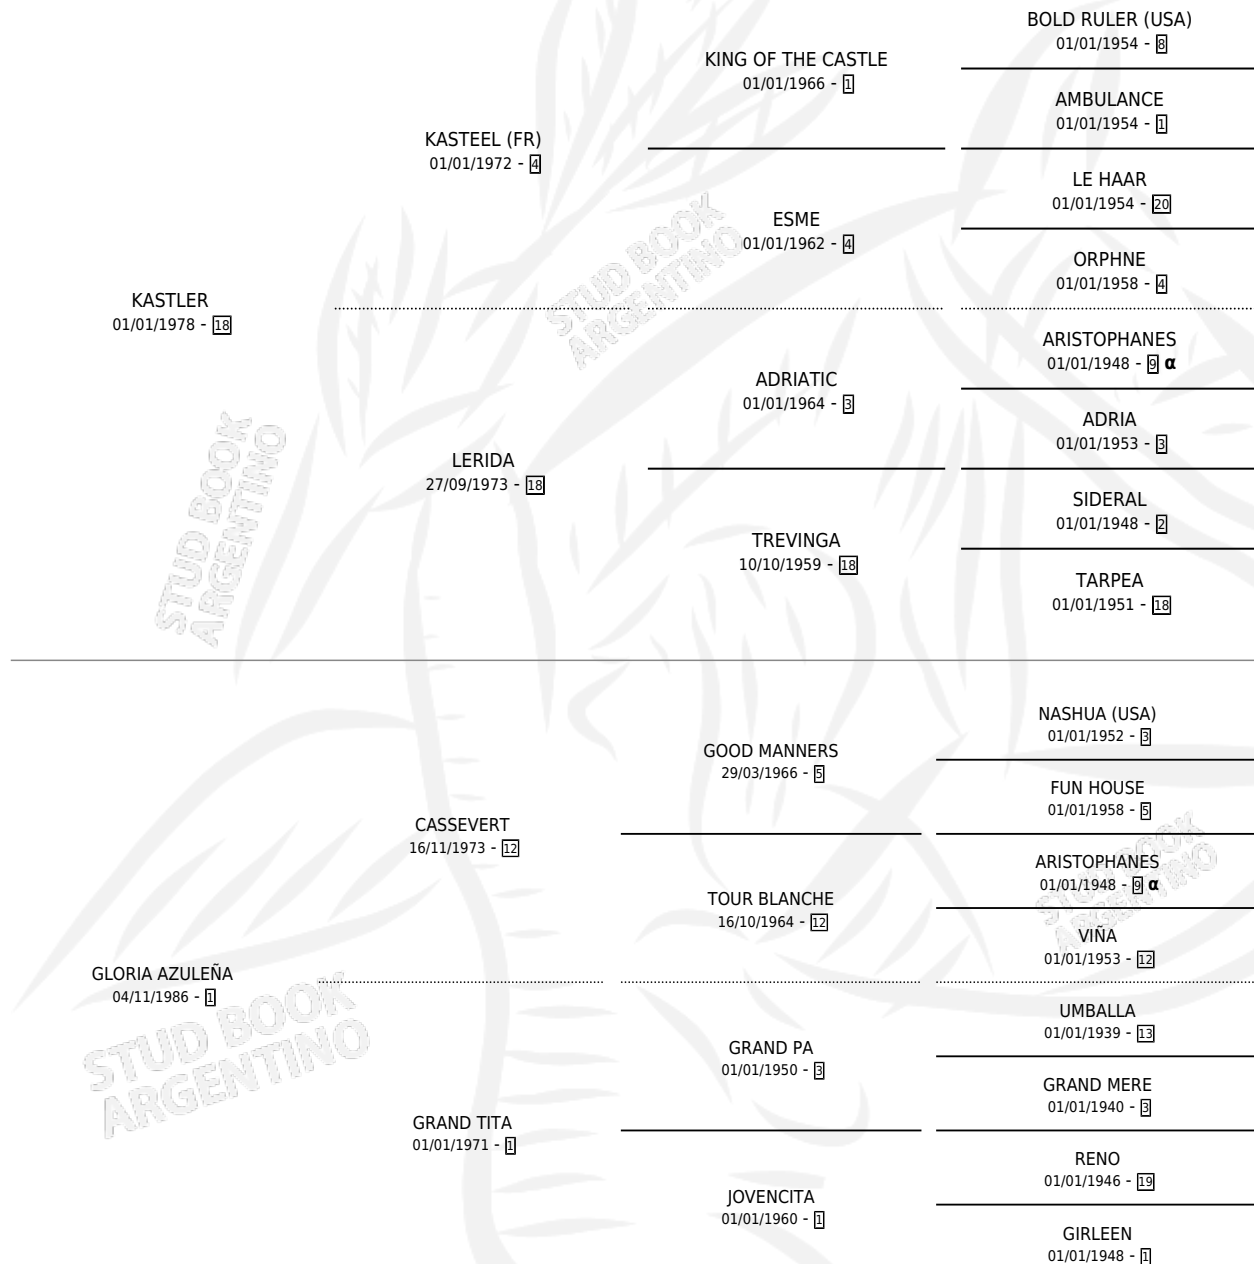 BOLD RULER (USA)
01/01/1954 - 8
KING OF THE CASTLE
01/01/1966 - 1
AMBULANCE
01/01/1954 - 1
KASTEEL (FR)
01/01/1972 - 4
LE HAAR
01/01/1954 - 20
ESME
01/01/1962 - 4
ORPHNE
01/01/1958 - 4
KASTLER
01/01/1978 - 18
ARISTOPHANES
01/01/1948 - 9 α
ADRIATIC
01/01/1964 - 3
ADRIA
01/01/1953 - 3
LERIDA
27/09/1973 - 18
SIDERAL
01/01/1948 - 2
TREVINGA
10/10/1959 - 18
TARPEA
01/01/1951 - 18
STUD BOOK
ARGENTINO
STUD BOOK
ARGENTINO
NASHUA (USA)
01/01/1952 - 3
GOOD MANNERS
29/03/1966 - 5
FUN HOUSE
01/01/1958 - 5
CASSEVERT
16/11/1973 - 12
ARISTOPHANES
01/01/1948 - 9 α
TOUR BLANCHE
16/10/1964 - 12
VIÑA
01/01/1953 - 12
STUD BOOK
ARGENTINO
GLORIA AZULEÑA
04/11/1986 - 1
UMBALLA
01/01/1939 - 13
GRAND PA
01/01/1950 - 3
GRAND MERE
01/01/1940 - 3
GRAND TITA
01/01/1971 - 1
RENO
01/01/1946 - 19
JOVENCITA
01/01/1960 - 1
GIRLEEN
01/01/1948 - 1
STUD BOOK
ARGENTINO